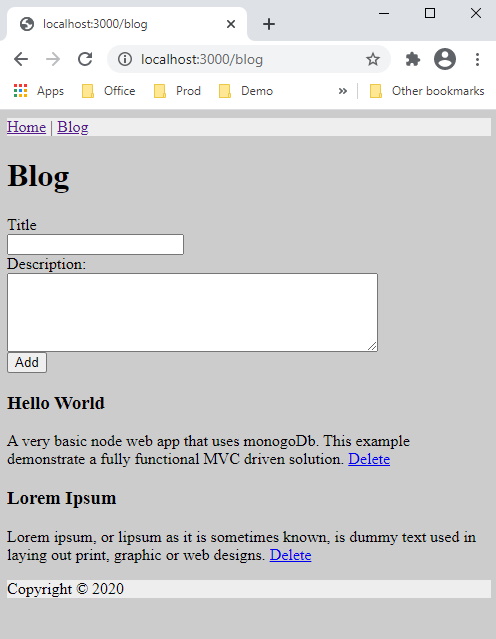 localhost:3000/blog
localhost:3000/blog
Apps Office Prod Demo » Other bookmarks
Home | Blog
Blog
Title
Description:
Add
Hello World
A very basic node web app that uses monogoDb. This example
demonstrate a fully functional MVC driven solution. Delete
Lorem Ipsum
Lorem ipsum, or lipsum as it is sometimes known, is dummy text used in
laying out print, graphic or web designs. Delete
Copyright © 2020